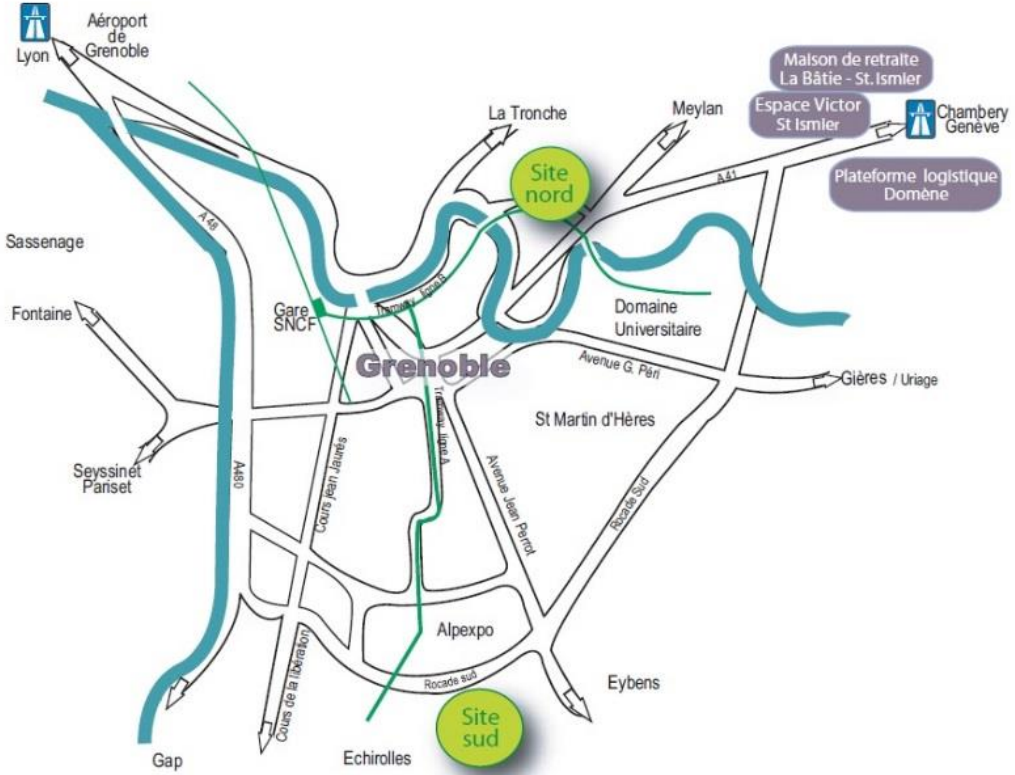 Aéroport
de
Grenoble
Lyon
Maison de retraite
La Bâtie - St. Ismier
Espace Victor
St Ismier
Chambery
Genève
La Tronche
Meylan
Site
nord
A 41
Plateforme logistique
Domène
A 48
Sassenage
Fontaine
Gare
SNCF
Tramway ligne B
Domaine
Universitaire
Grenoble
Avenue G. Péri
Gières / Uriage
Tramway ligne A
St Martin d'Hères
Seyssinet
Pariset
A480
Cours jean Jaurés
Avenue Jean Perrot
Rocade Sud
Alpexpo
Cours de la libération
Rocade sud
Eybens
Site
sud
Gap
Echirolles